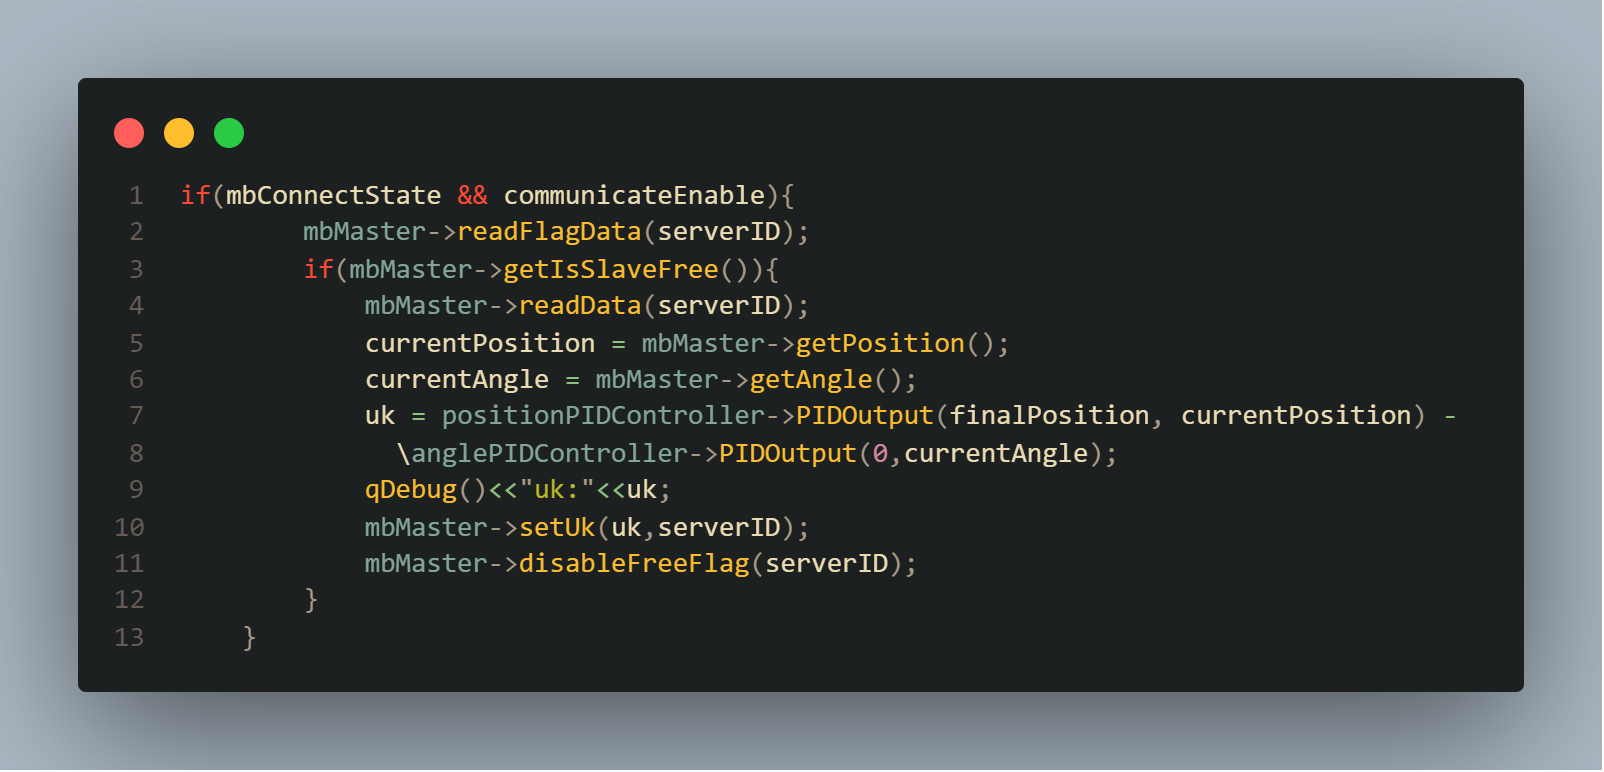 1 if(mbConnectState && communicateEnable){
2 mbMaster->readFlagData(serverID);
3 if(mbMaster->getIsSlaveFree()){
4 mbMaster->readData(serverID);
5 currentPosition = mbMaster->getPosition();
6 currentAngle = mbMaster->getAngle();
7 uk = positionPIDController->PIDOutput(finalPosition, currentPosition) -
8 \anglePIDController->PIDOutput(0,currentAngle);
9 qDebug()<<"uk:"<<uk;
10 mbMaster->setUk(uk,serverID);
11 mbMaster->disableFreeFlag(serverID);
12 }
13 }